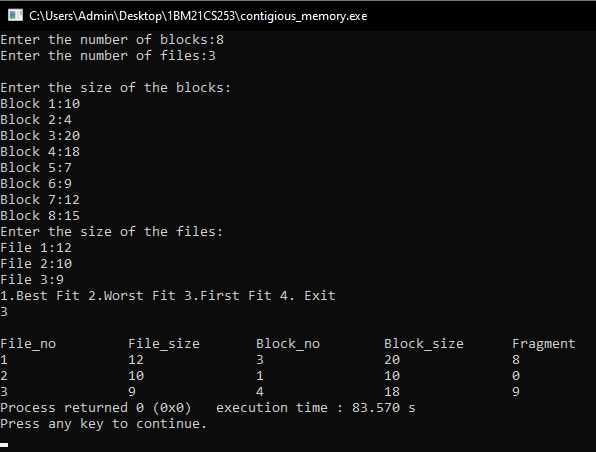 C:\Users\Admin\Desktop\1BM21CS253\contigious_memory.exe
Enter the number of blocks:8
Enter the number of files:3
Enter the size of the blocks:
Block 1:10
Block 2:4
Block 3:20
Block 4:18
Block 5:7
Block 6:9
Block 7:12
Block 8:15
Enter the size of the files:
File 1:12
File 2:10
File 3:9
1.Best Fit 2.Worst Fit 3.First Fit 4. Exit
3
File_no File_size Block_no Block_size Fragment
1 12 3 20 8
2 10 1 10 0
3 9 4 18 9
Process returned 0 (0x0) execution time : 83.570 s
Press any key to continue.